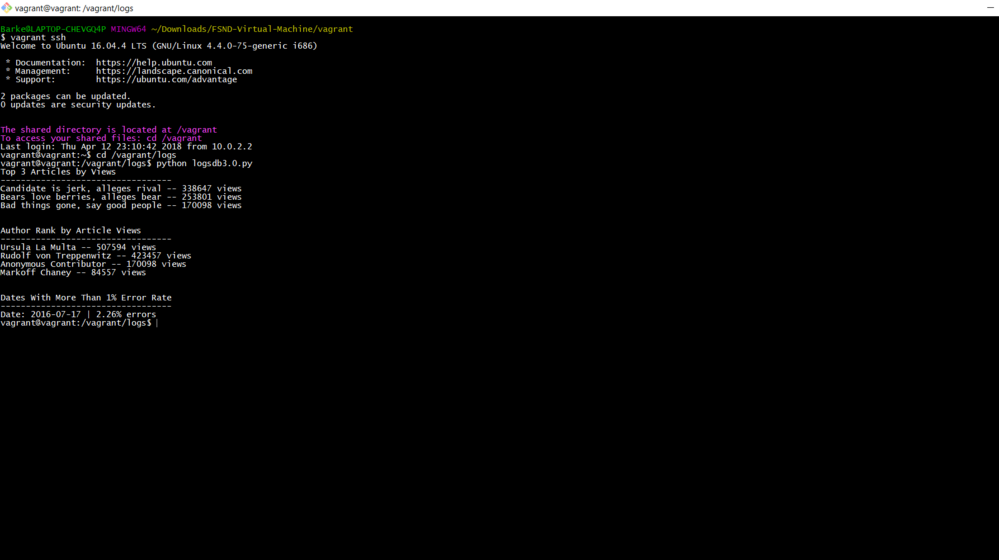 vagrant@vagrant: /vagrant/logs
Barke@LAPTOP-CHEVGQ4P MINGW64 ~/Downloads/FSND-Virtual-Machine/vagrant
$ vagrant ssh
Welcome to Ubuntu 16.04.4 LTS (GNU/Linux 4.4.0-75-generic i686)
* Documentation:  https://help.ubuntu.com
* Management:     https://landscape.canonical.com
* Support:        https://ubuntu.com/advantage
2 packages can be updated.
0 updates are security updates.
The shared directory is located at /vagrant
To access your shared files: cd /vagrant
Last login: Thu Apr 12 23:10:42 2018 from 10.0.2.2
vagrant@vagrant:~$ cd /vagrant/logs
vagrant@vagrant:/vagrant/logs$ python logsdb3.0.py
Top 3 Articles by Views
----------------------------------
Candidate is jerk, alleges rival -- 338647 views
Bears love berries, alleges bear -- 253801 views
Bad things gone, say good people -- 170098 views
Author Rank by Article Views
----------------------------------
Ursula La Multa -- 507594 views
Rudolf von Treppenwitz -- 423457 views
Anonymous Contributor -- 170098 views
Markoff Chaney -- 84557 views
Dates With More Than 1% Error Rate
----------------------------------
Date: 2016-07-17 | 2.26% errors
vagrant@vagrant:/vagrant/logs$